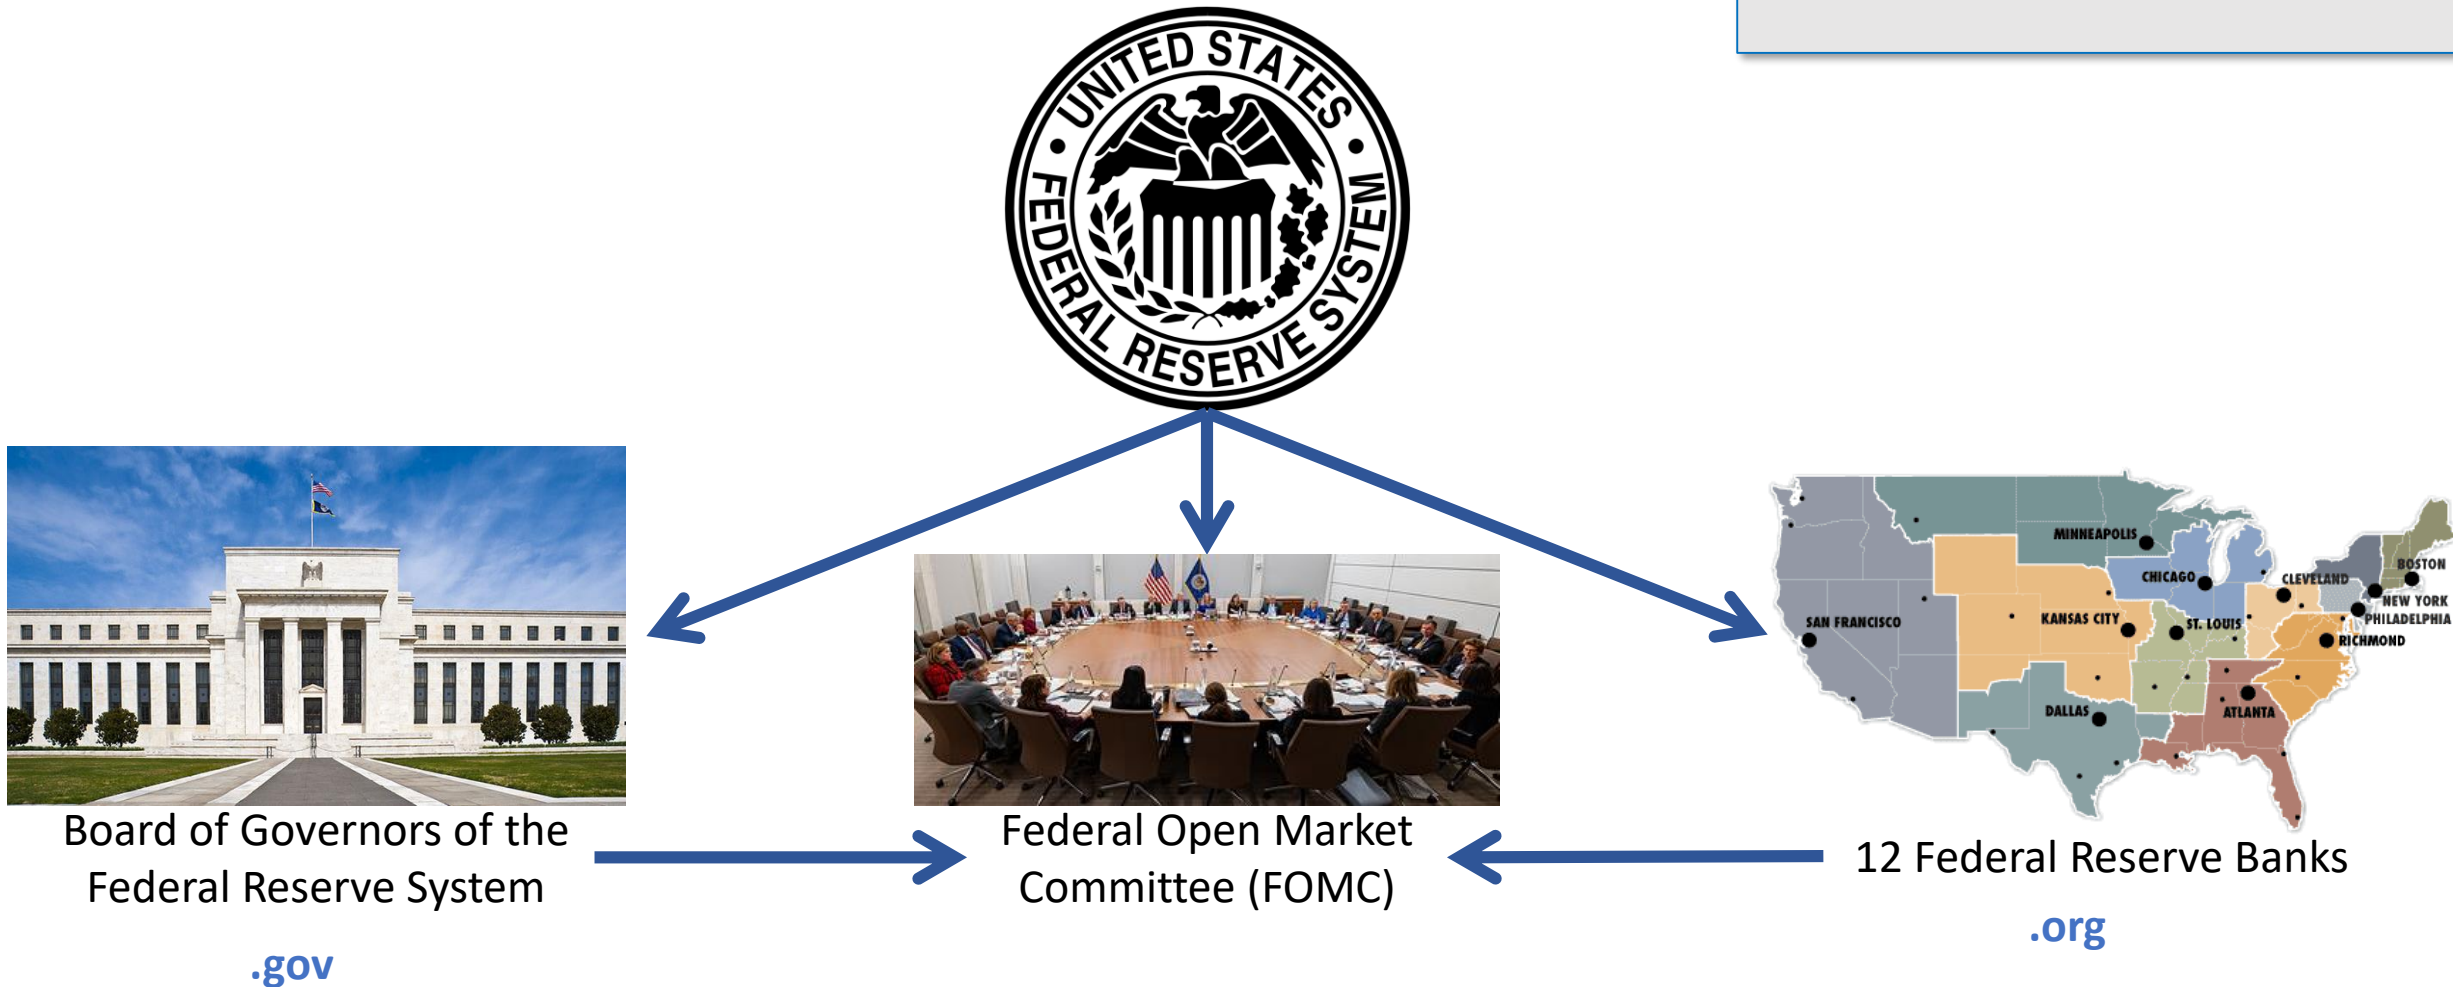 UNITED STATES
FEDERAL RESERVE SYSTEM
MINNEAPOLIS
CHICAGO
CLEVELAND
BOSTON
NEW YORK
PHILADELPHIA
SAN FRANCISCO
KANSAS CITY
ST. LOUIS
RICHMOND
DALLAS
ATLANTA
Board of Governors of the
Federal Reserve System
.gov
Federal Open Market
Committee (FOMC)
12 Federal Reserve Banks
.org